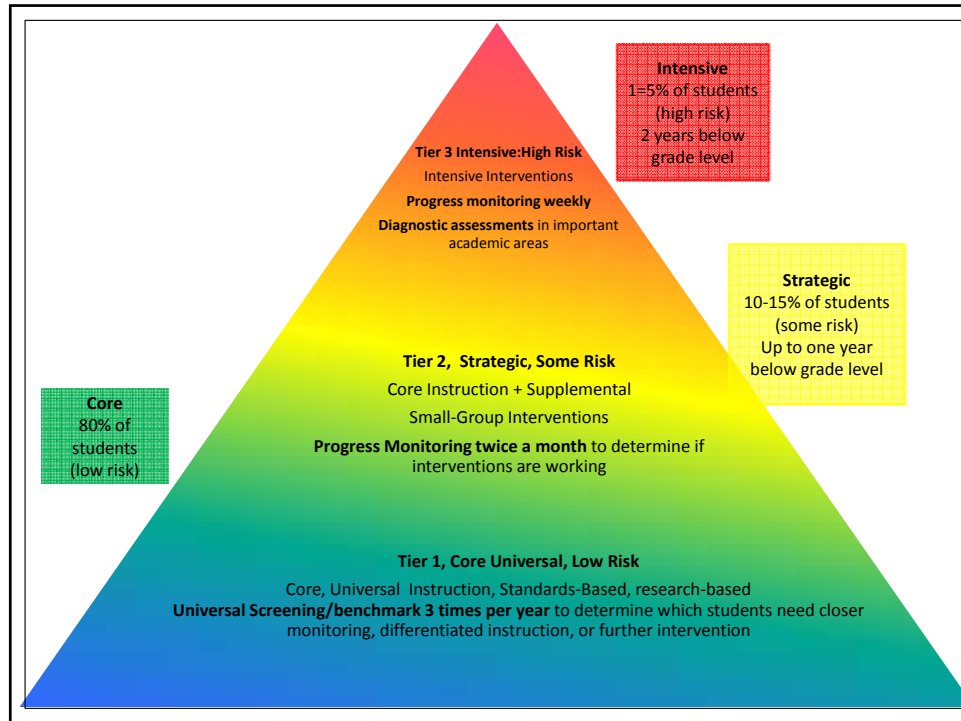 Intensive
1=5% of students
(high risk)
2 years below
grade level
Tier 3 Intensive:High Risk
Intensive Interventions
Progress monitoring weekly
Diagnostic assessments in important
academic areas
Strategic
10-15% of students
(some risk)
Up to one year
below grade level
Tier 2,  Strategic, Some Risk
Core Instruction + Supplemental
Small-Group Interventions
Progress Monitoring twice a month to determine if
interventions are working
Core
80% of
students
(low risk)
Tier 1, Core Universal, Low Risk
Core, Universal  Instruction, Standards-Based, research-based
Universal Screening/benchmark 3 times per year to determine which students need closer
monitoring, differentiated instruction, or further intervention